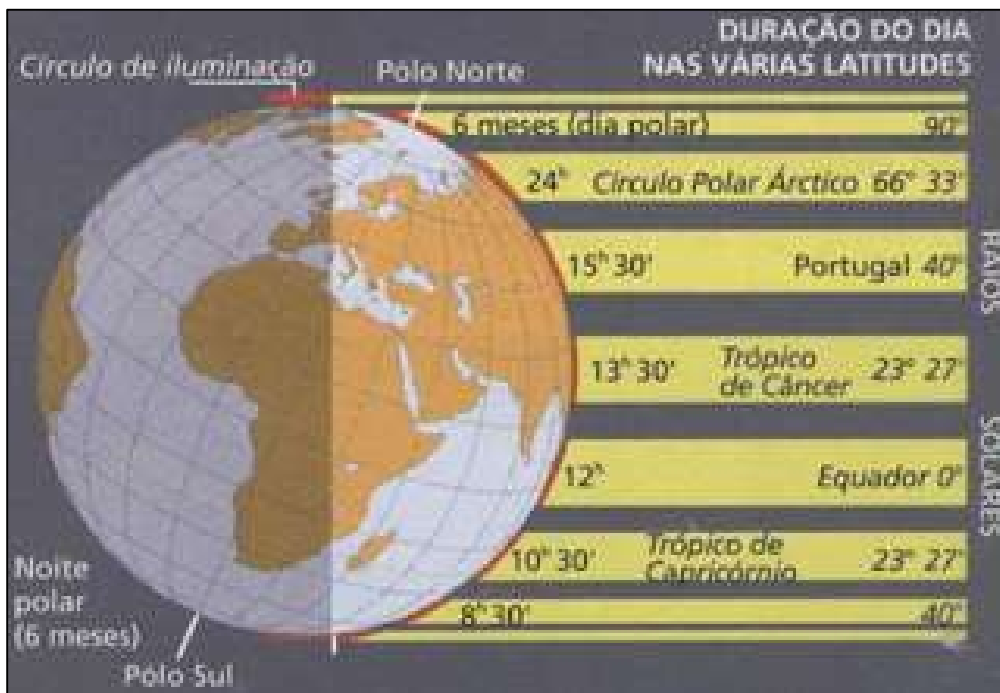 DURAÇÃO DO DIA
NAS VÁRIAS LATITUDES
Círculo de iluminação
Pólo Norte
6 meses (dia polar) 90°
24ʰ Círculo Polar Árctico 66° 33'
15ʰ 30' Portugal 40°
13ʰ 30' Trópico
de Câncer 23° 27'
12ʰ Equador 0°
10ʰ 30' Trópico de
Capricórnio 23° 27'
8ʰ 30' 40°
RAIOS SOLARES
Noite
polar
(6 meses)
Pólo Sul